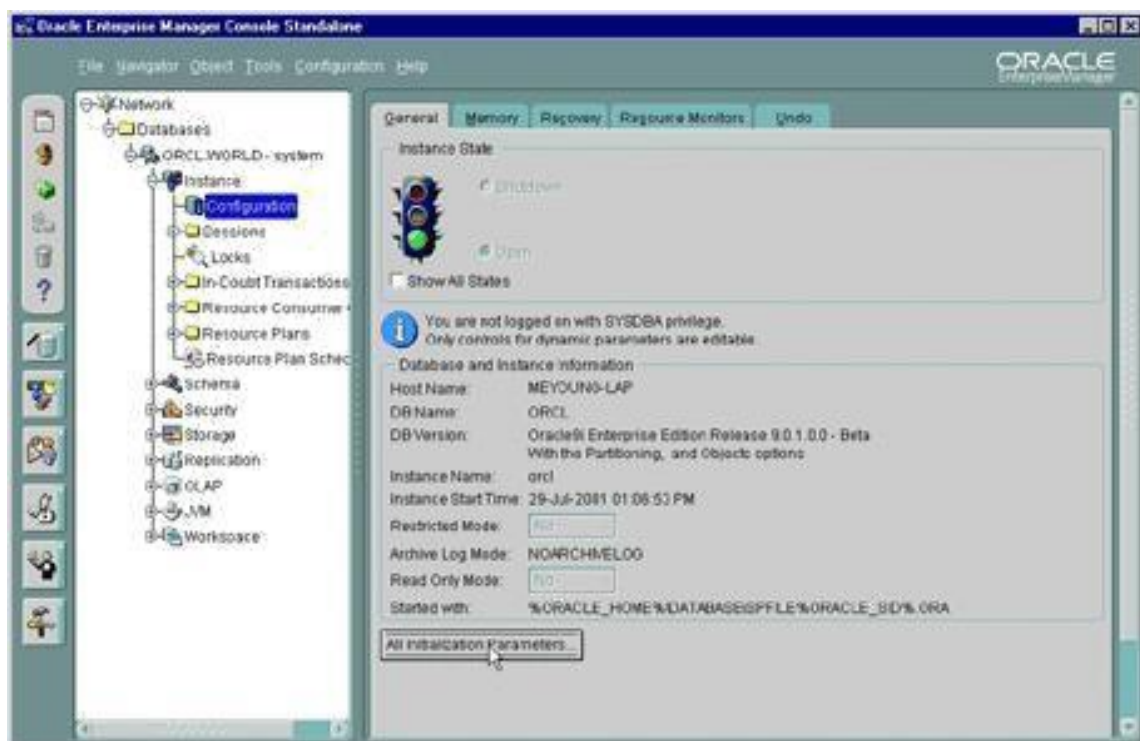 Oracle Enterprise Manager Console Standalone
File Navigator Object Tools Configuration Help
ORACLE
EnterpriseManager
Network
Databases
ORCL.WORLD - system
Instance
Configuration
Sessions
Locks
In-Doubt Transactions
Resource Consumer
Resource Plans
Resource Plan Sched
Schema
Security
Storage
Replication
OLAP
JVM
Workspace
General Memory Recovery Resource Monitors Undo
Instance State
Shutdown
Open
Show All States
You are not logged on with SYSDBA privilege.
Only controls for dynamic parameters are editable.
Database and Instance Information
Host Name: MEYOUNG-LAP
DB Name: ORCL
DB Version: Oracle9i Enterprise Edition Release 9.0.1.0.0 - Beta
With the Partitioning, and Objects options
Instance Name: orcl
Instance Start Time: 29-Jul-2001 01:06:53 PM
Restricted Mode: No
Archive Log Mode: NOARCHIVELOG
Read Only Mode: No
Started with: %ORACLE_HOME%\DATABASE\SPFILE%ORACLE_SID%.ORA
All Initialization Parameters...